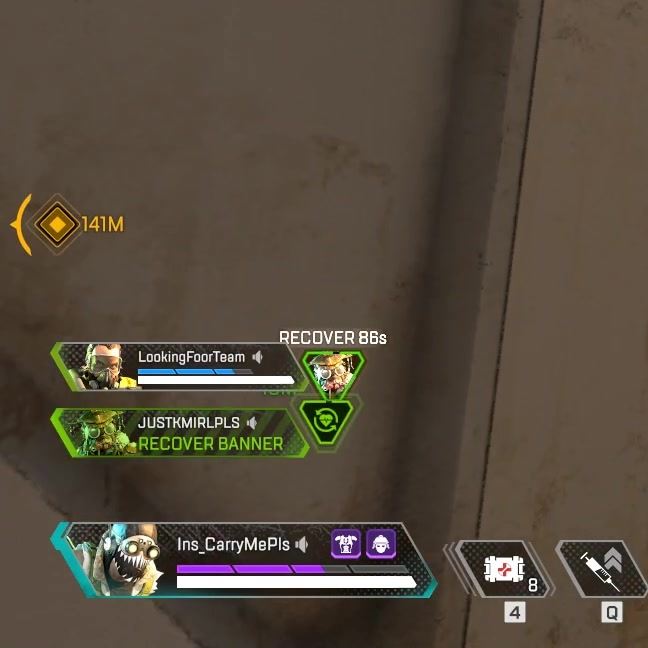 141M
RECOVER 86s
LookingFoorTeam
JUSTKMIRLPLS
RECOVER BANNER
Ins_CarryMePls
8
4
Q